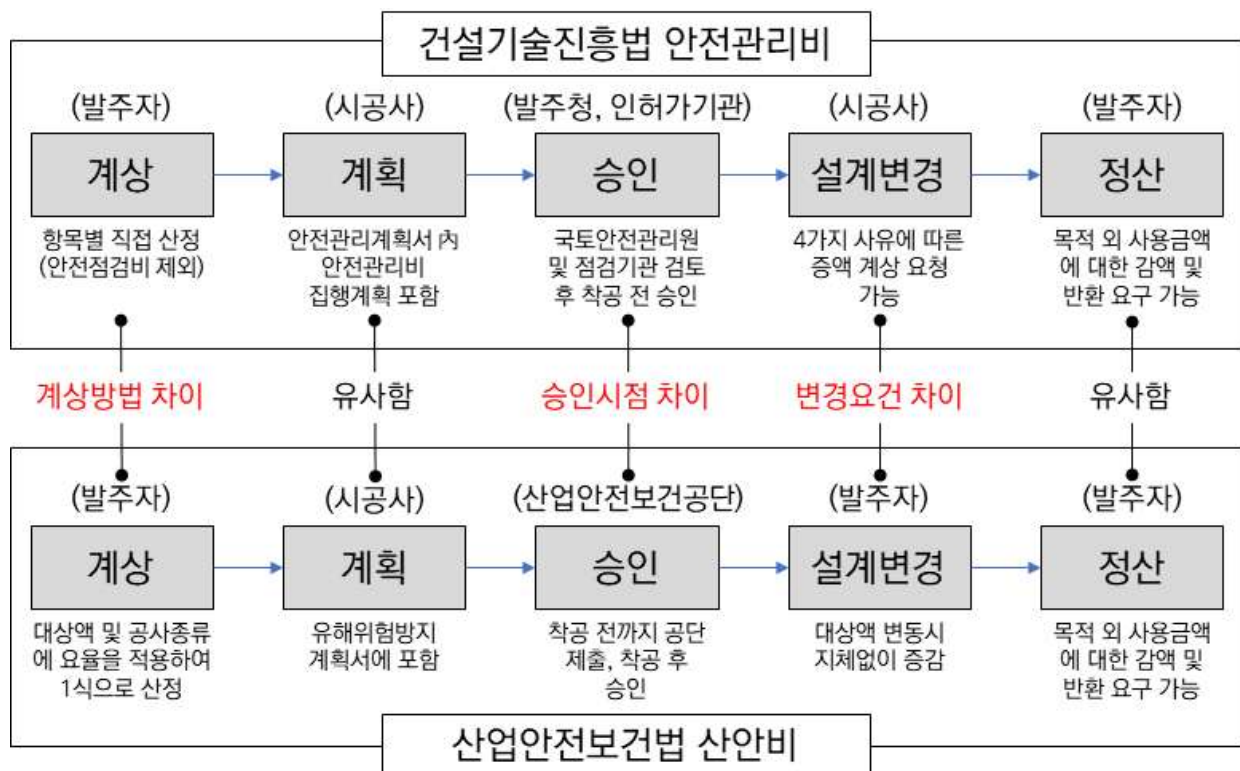 건설기술진흥법 안전관리비
(발주자)
(시공사)
(발주청, 인허가기관)
(시공사)
(발주자)
계상
계획
승인
설계변경
정산
항목별 직접 산정
(안전점검비 제외)
안전관리계획서 內
안전관리비
집행계획 포함
국토안전관리원
및 점검기관 검토
후 착공 전 승인
4가지 사유에 따른
증액 계상 요청
가능
목적 외 사용금액
에 대한 감액 및
반환 요구 가능
계상방법 차이
유사함
승인시점 차이
변경요건 차이
유사함
(발주자)
(시공사)
(산업안전보건공단)
(발주자)
(발주자)
계상
계획
승인
설계변경
정산
대상액 및 공사종류
에 요율을 적용하여
1식으로 산정
유해위험방지
계획서에 포함
착공 전까지 공단
제출, 착공 후
승인
대상액 변동시
지체없이 증감
목적 외 사용금액
에 대한 감액 및
반환 요구 가능
산업안전보건법 산안비